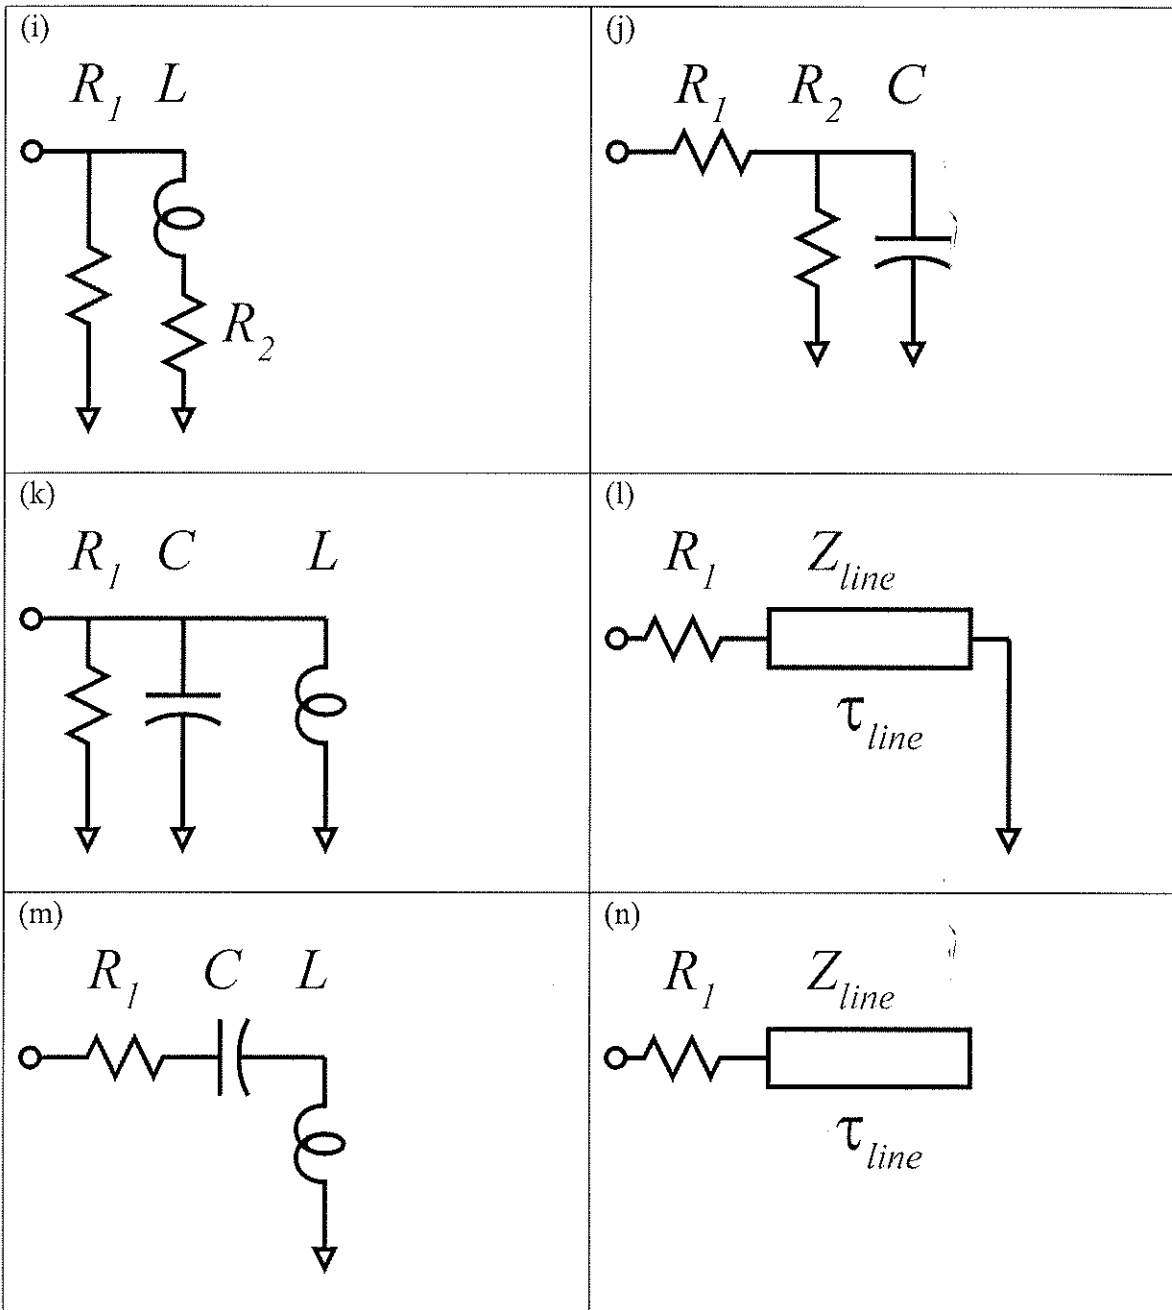 (i)
R1 L
R2
(j)
R1 R2 C
(k)
R1 C L
(l)
R1 Zline
τline
(m)
R1 C L
(n)
R1 Zline
τline